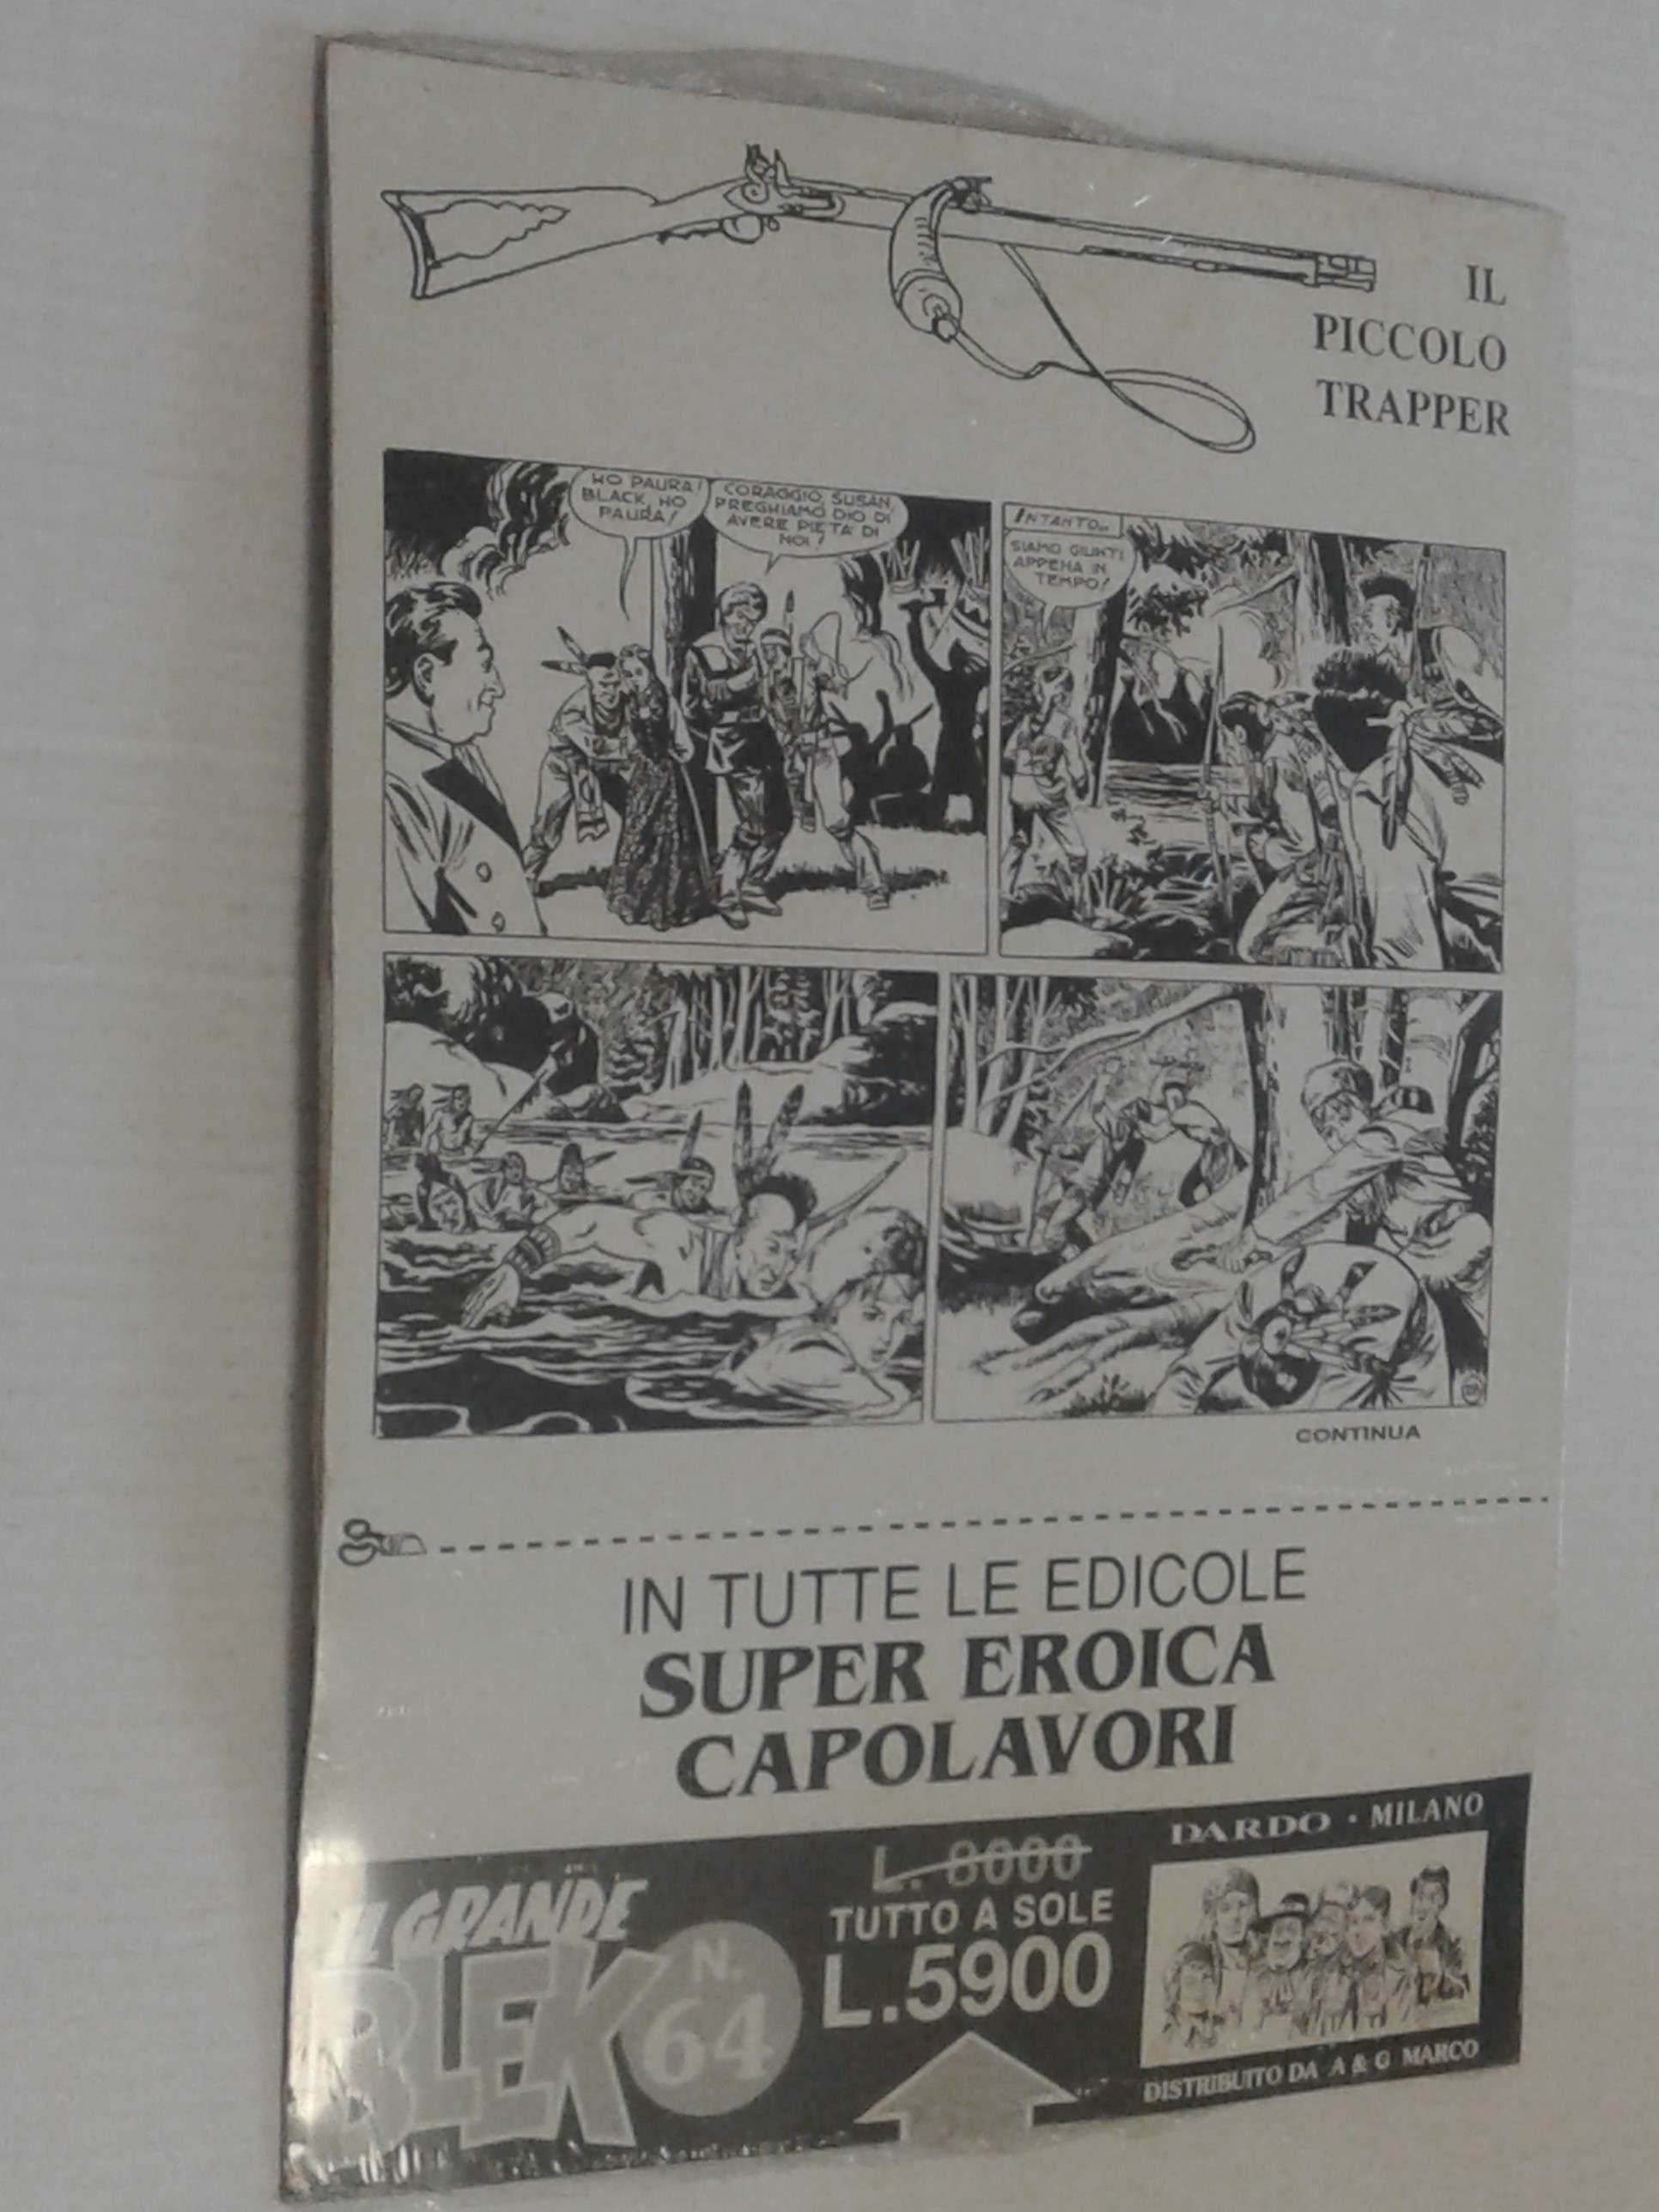 IL
PICCOLO
TRAPPER
HO PAURA!
BLACK, HO
PAURA!
CORAGGIO, SUSAN,
PREGHIAMO DIO DI
AVERE PIETA' DI
NOI!
INTANTO..
SIAMO GIUNTI
APPENA IN
TEMPO!
CONTINUA
IN TUTTE LE EDICOLE
SUPER EROICA
CAPOLAVORI
IL GRANDE
BLEK
N.
64
L. 8000
TUTTO A SOLE
L.5900
DARDO · MILANO
DISTRIBUITO DA A & G MARCO